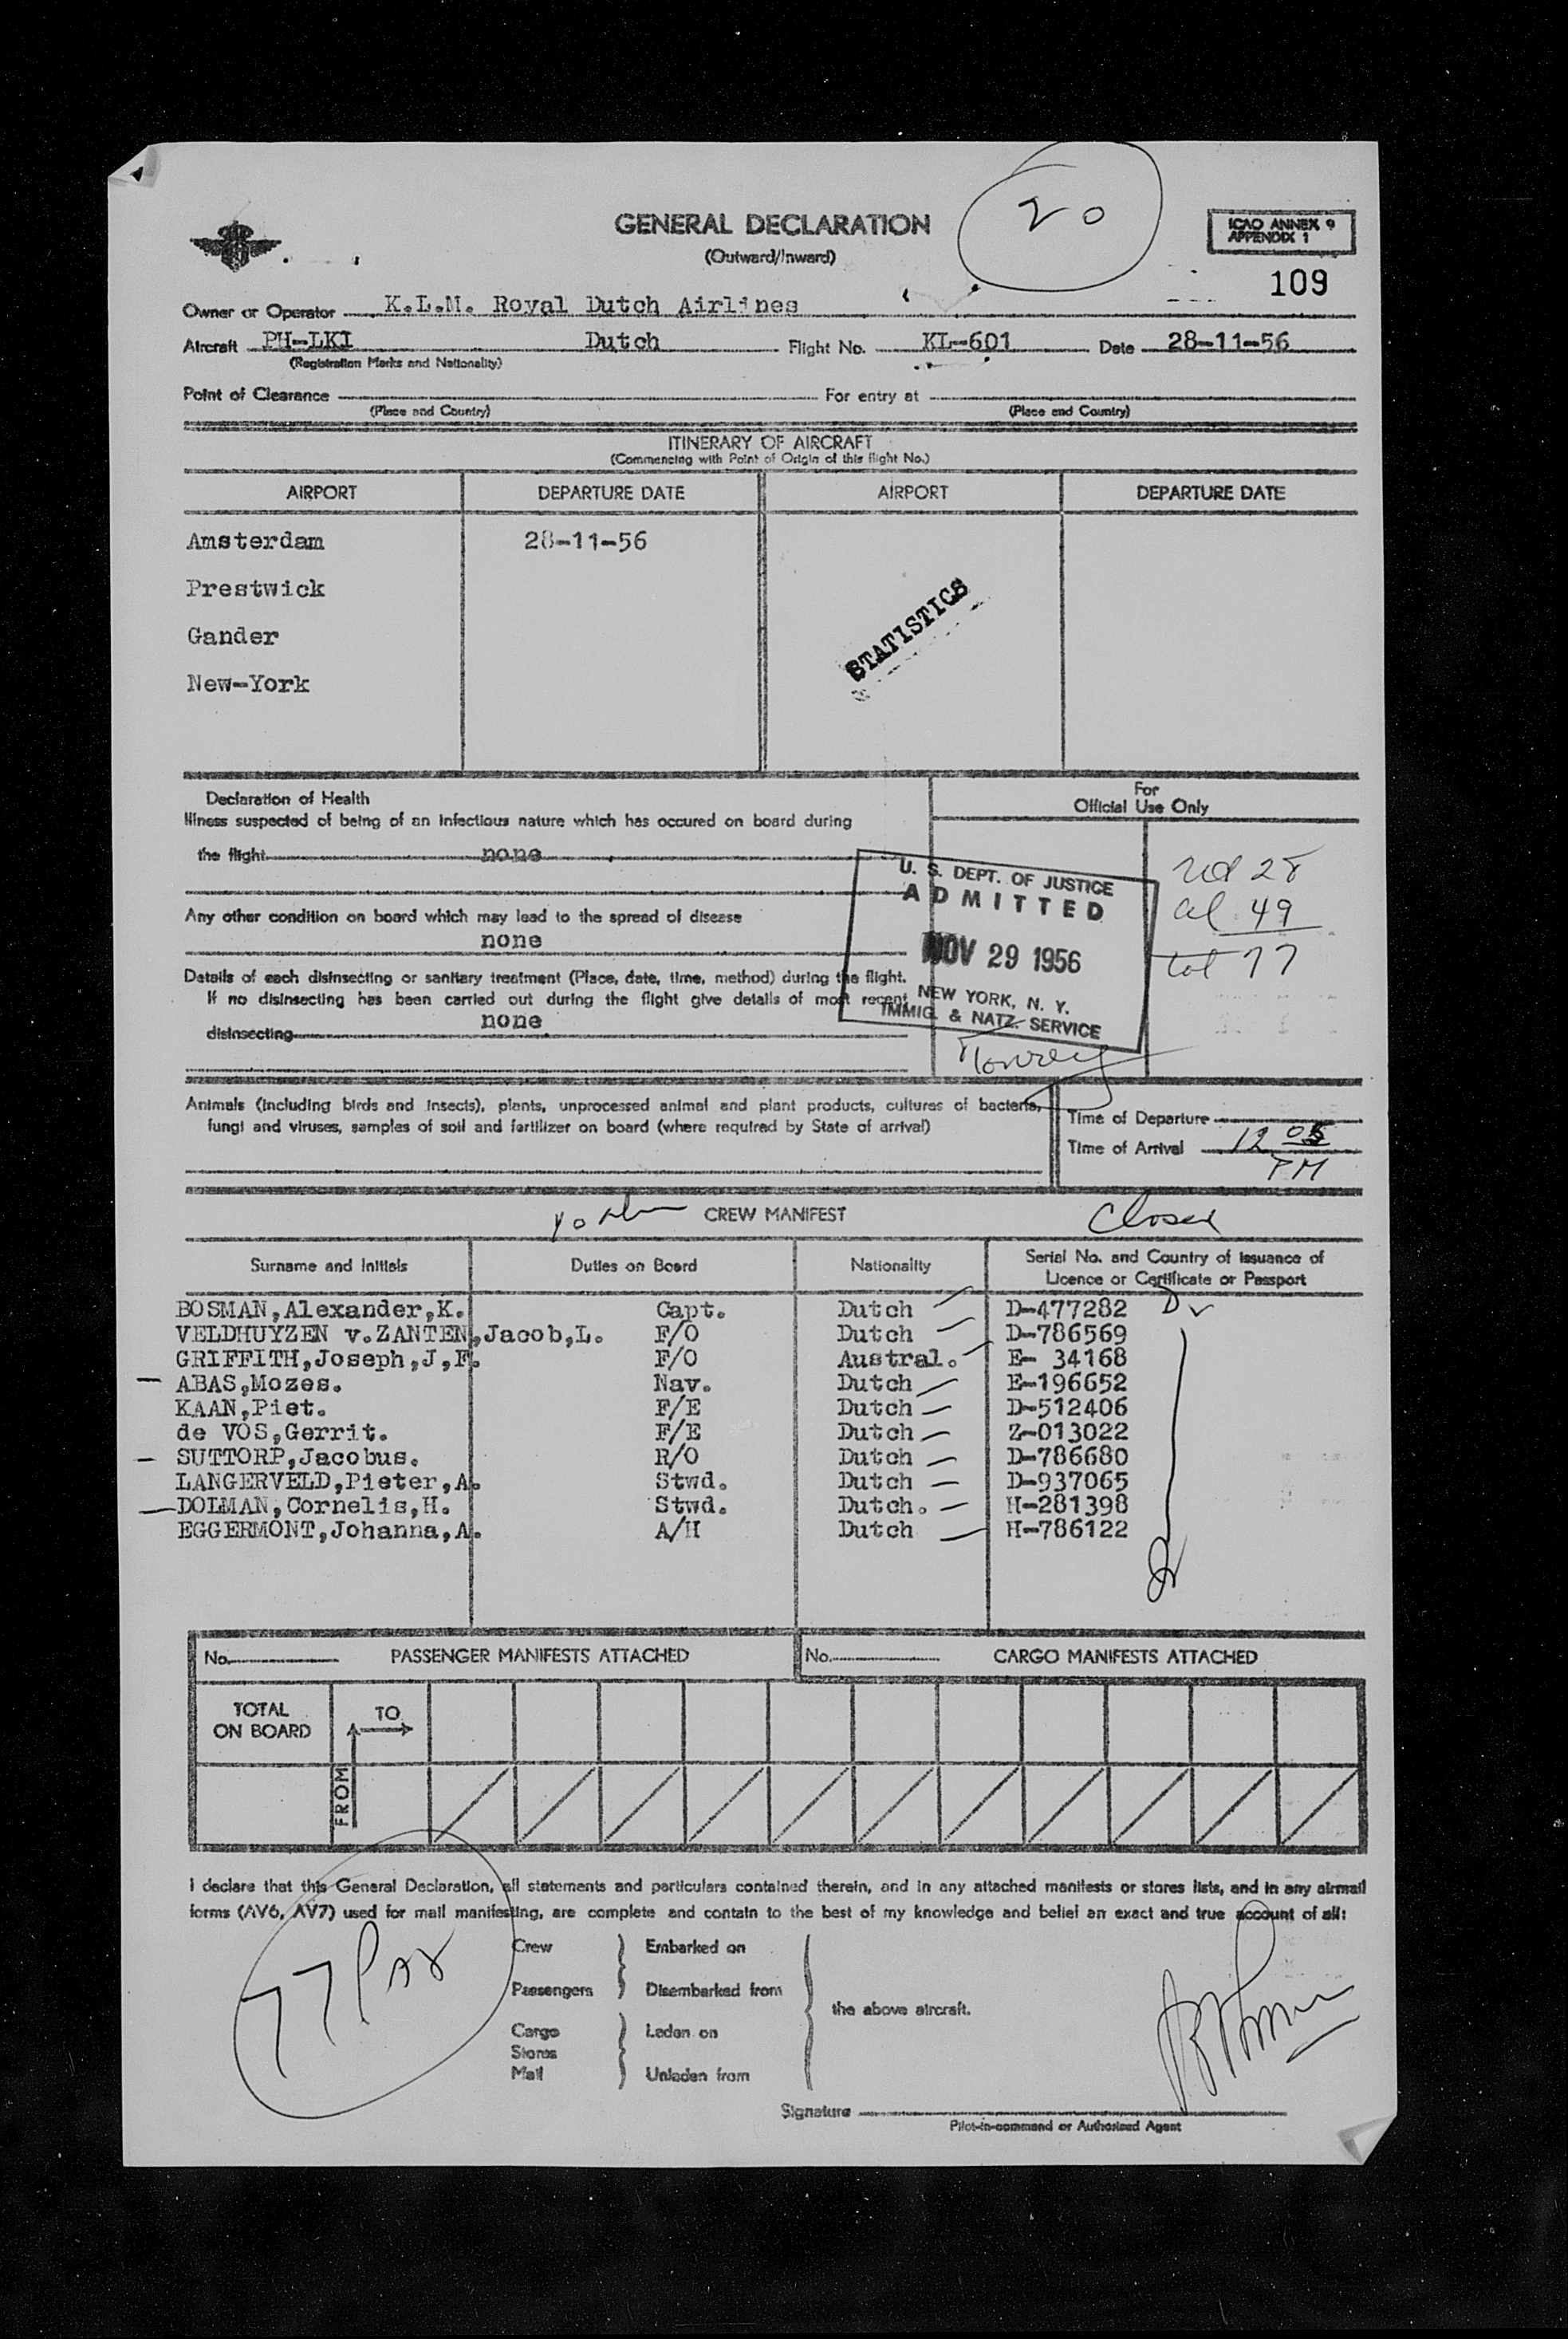 20
GENERAL DECLARATION
(Outward/Inward)
ICAO ANNEX 9
APPENDIX 1
109
Owner or Operator K.L.M. Royal Dutch Airlines
Aircraft PH-LKI Dutch Flight No. KL-601 Date 28-11-56
(Registration Marks and Nationality)
Point of Clearance For entry at
(Place and Country) (Place and Country)
ITINERARY OF AIRCRAFT
(Commencing with Point of Origin of this flight No.)
AIRPORT DEPARTURE DATE AIRPORT DEPARTURE DATE
Amsterdam 28-11-56
Prestwick
Gander
New-York
STATISTICS
Declaration of Health
Illness suspected of being of an infectious nature which has occured on board during
the flight none
Any other condition on board which may lead to the spread of disease
none
Details of each disinsecting or sanitary treatment (Place, date, time, method) during the flight.
If no disinsecting has been carried out during the flight give details of most recent
disinsecting none
For
Official Use Only
U. S. DEPT. OF JUSTICE
ADMITTED
NOV 29 1956
NEW YORK, N. Y.
IMMIG. & NATZ. SERVICE
28
al 49
tot 77
Animals (including birds and insects), plants, unprocessed animal and plant products, cultures of bacteria,
fungi and viruses, samples of soil and fertilizer on board (where required by State of arrival)
Time of Departure
Time of Arrival 12 05
PM
CREW MANIFEST
Closed
Surname and Initials Duties on Board Nationality Serial No. and Country of Issuance of
Licence or Certificate or Passport
BOSMAN,Alexander,K. Capt. Dutch D-477282
VELDHUYZEN v.ZANTEN,Jacob,L. F/O Dutch D-786569
GRIFFITH,Joseph,J,F. F/O Austral. E- 34168
ABAS,Mozes. Nav. Dutch E-196652
KAAN,Piet. F/E Dutch D-512406
de VOS,Gerrit. F/E Dutch Z-013022
SUTTORP,Jacobus. R/O Dutch D-786680
LANGERVELD,Pieter,A. Stwd. Dutch D-937065
DOLMAN,Cornelis,H. Stwd. Dutch. H-281398
EGGERMONT,Johanna,A. A/H Dutch H-786122
No. PASSENGER MANIFESTS ATTACHED No. CARGO MANIFESTS ATTACHED
TOTAL
ON BOARD
TO
FROM
I declare that this General Declaration, all statements and particulars contained therein, and in any attached manifests or stores lists, and in any airmail
forms (AV6, AV7) used for mail manifesting, are complete and contain to the best of my knowledge and belief an exact and true account of all:
77 Pax
Crew Embarked on
Passengers Disembarked from
the above aircraft.
Cargo Laden on
Stores
Mail Unladen from
Signature
Pilot-in-command or Authorised Agent